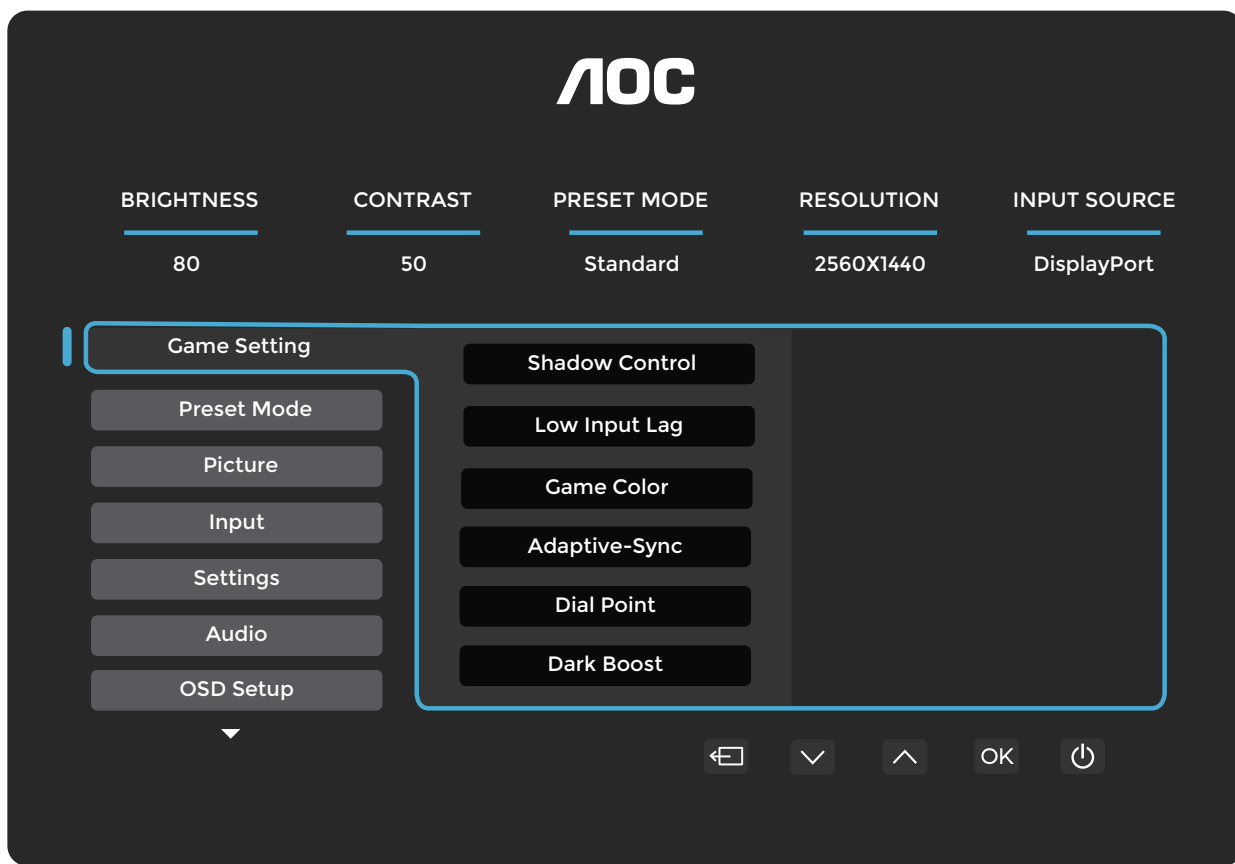 AOC
BRIGHTNESS CONTRAST PRESET MODE RESOLUTION INPUT SOURCE
80 50 Standard 2560X1440 DisplayPort
Game Setting
Preset Mode
Picture
Input
Settings
Audio
OSD Setup
Shadow Control
Low Input Lag
Game Color
Adaptive-Sync
Dial Point
Dark Boost
OK